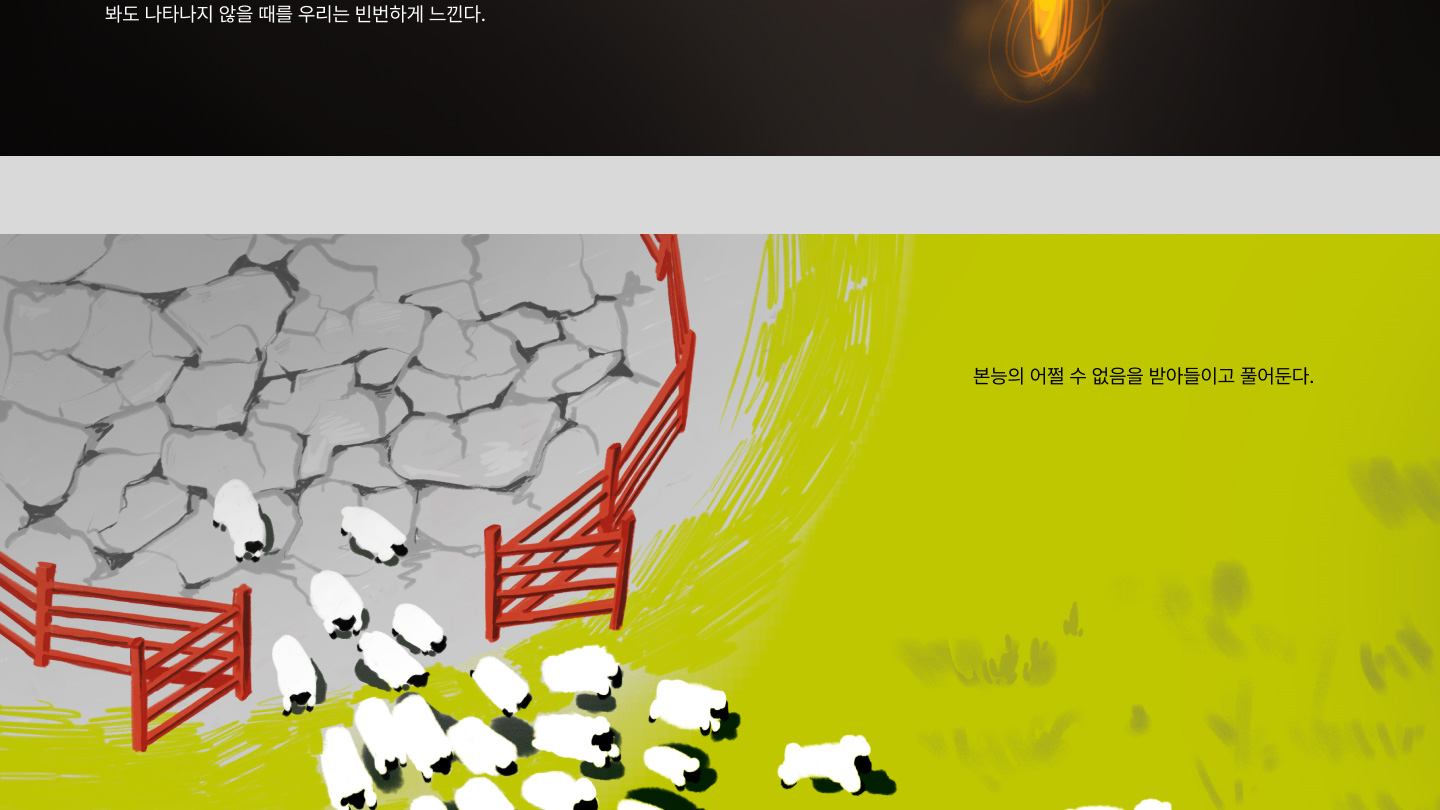 봐도 나타나지 않을 때를 우리는 빈번하게 느낀다.
본능의 어쩔 수 없음을 받아들이고 풀어둔다.